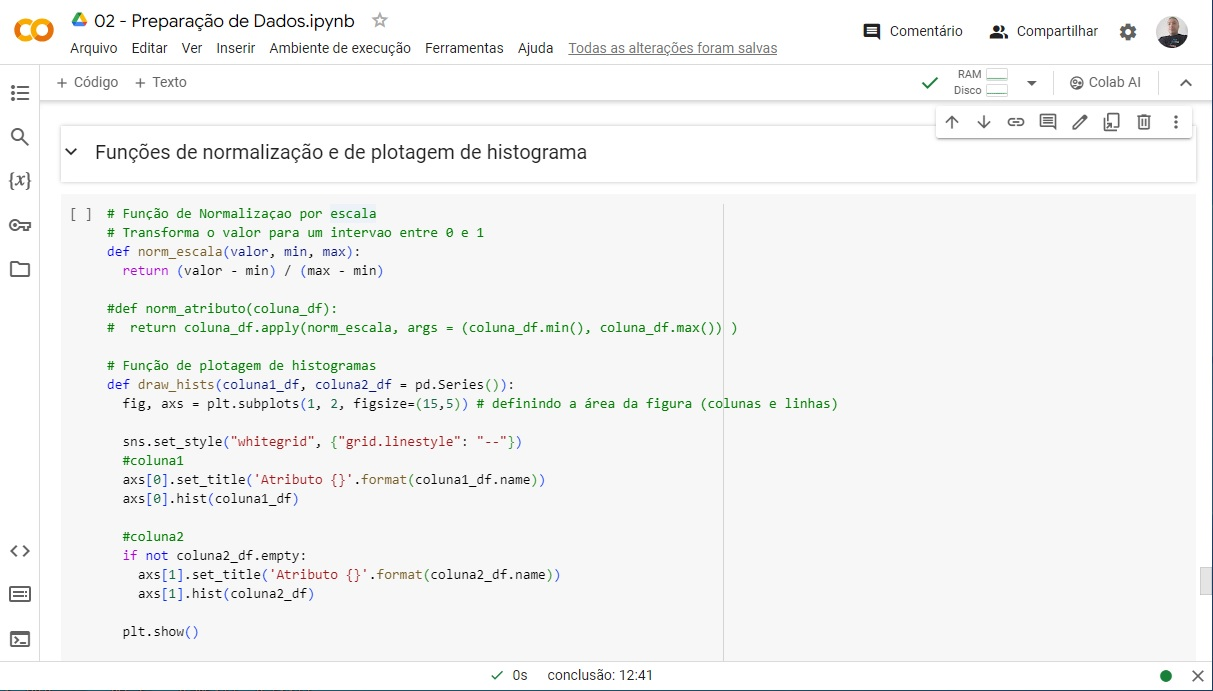 02 - Preparação de Dados.ipynb
Arquivo Editar Ver Inserir Ambiente de execução Ferramentas Ajuda Todas as alterações foram salvas
Comentário Compartilhar
+ Código + Texto
RAM
Disco
Colab AI
Funções de normalização e de plotagem de histograma
[ ] # Função de Normalizaçao por escala
# Transforma o valor para um intervao entre 0 e 1
def norm_escala(valor, min, max):
  return (valor - min) / (max - min)
#def norm_atributo(coluna_df):
#  return coluna_df.apply(norm_escala, args = (coluna_df.min(), coluna_df.max()) )
# Função de plotagem de histogramas
def draw_hists(coluna1_df, coluna2_df = pd.Series()):
  fig, axs = plt.subplots(1, 2, figsize=(15,5)) # definindo a área da figura (colunas e linhas)
  sns.set_style("whitegrid", {"grid.linestyle": "--"})
  #coluna1
  axs[0].set_title('Atributo {}'.format(coluna1_df.name))
  axs[0].hist(coluna1_df)
  #coluna2
  if not coluna2_df.empty:
    axs[1].set_title('Atributo {}'.format(coluna2_df.name))
    axs[1].hist(coluna2_df)
  plt.show()
0s conclusão: 12:41